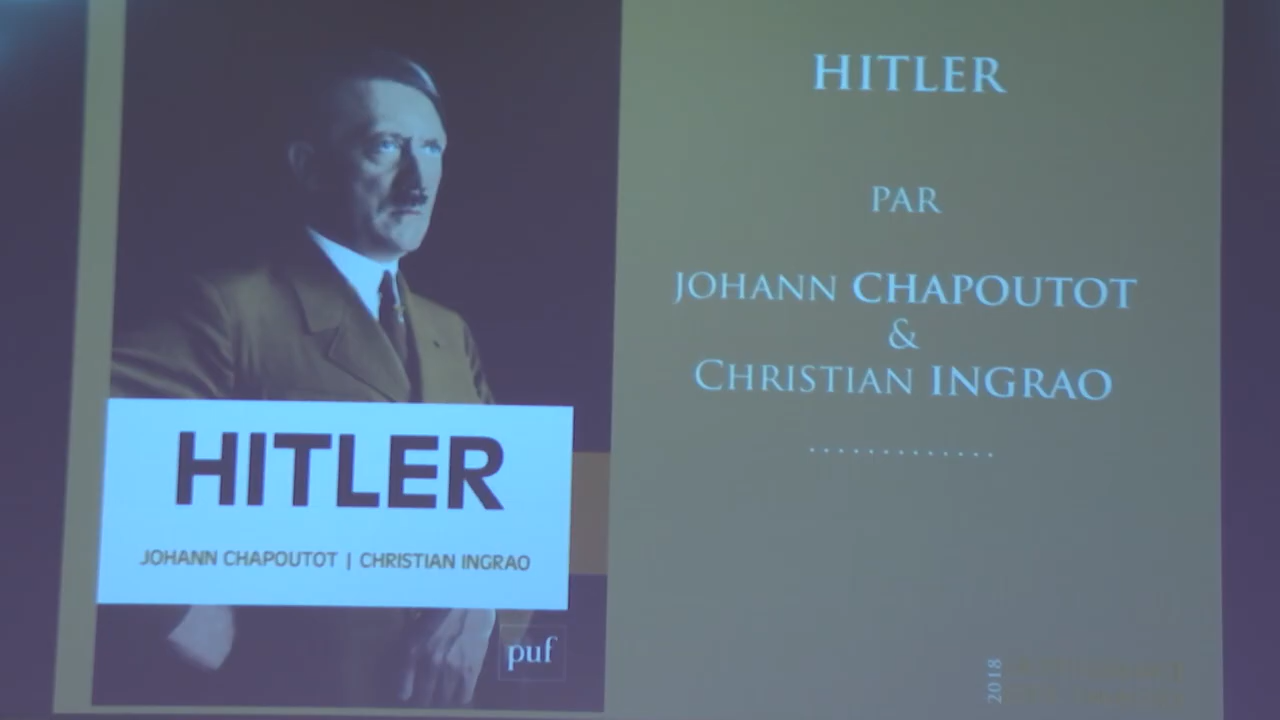 HITLER
JOHANN CHAPOUTOT | CHRISTIAN INGRAO
puf
HITLER
PAR
JOHANN CHAPOUTOT
&
CHRISTIAN INGRAO
.............
2018